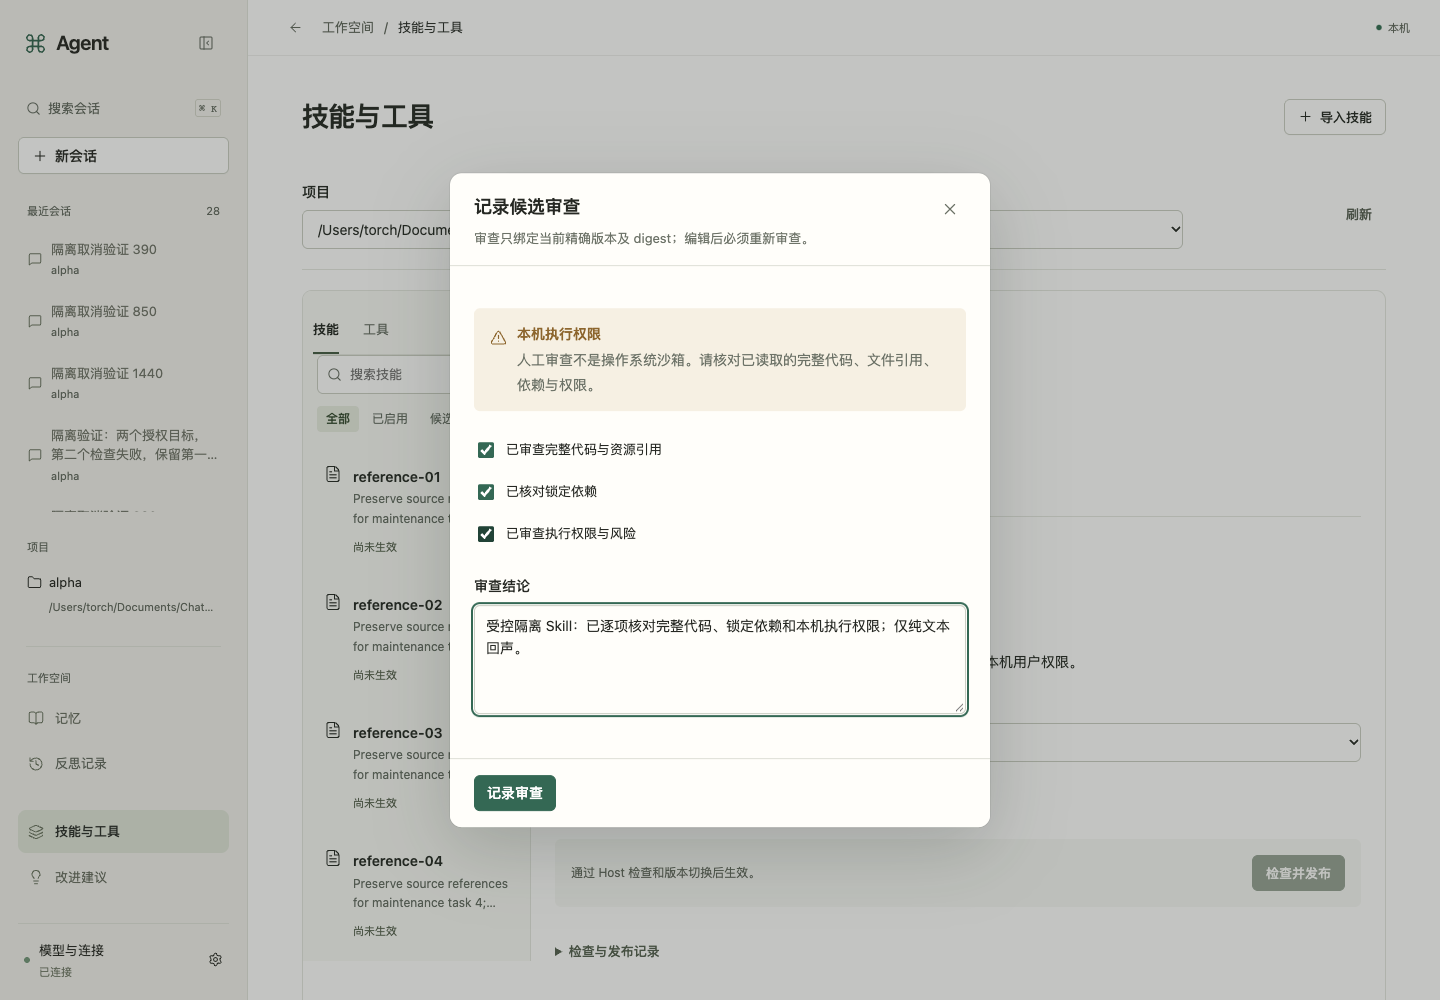 Agent
搜索会话
⌘ K
新会话
最近会话 28
隔离取消验证 390
alpha
隔离取消验证 850
alpha
隔离取消验证 1440
alpha
隔离验证：两个授权目标，
第二个检查失败，保留第一...
alpha
项目
alpha
/Users/torch/Documents/Chat...
工作空间
记忆
反思记录
技能与工具
改进建议
模型与连接
已连接
工作空间 / 技能与工具
本机
技能与工具
导入技能
项目
/Users/torch/Docume
刷新
技能 工具
搜索技能
全部 已启用 候选
reference-01
Preserve source
for maintenance
尚未生效
reference-02
Preserve source
for maintenance
尚未生效
reference-03
Preserve source
for maintenance
尚未生效
reference-04
Preserve source references
for maintenance task 4;...
尚未生效
记录候选审查
审查只绑定当前精确版本及 digest；编辑后必须重新审查。
本机执行权限
人工审查不是操作系统沙箱。请核对已读取的完整代码、文件引用、
依赖与权限。
已审查完整代码与资源引用
已核对锁定依赖
已审查执行权限与风险
审查结论
受控隔离 Skill：已逐项核对完整代码、锁定依赖和本机执行权限；仅纯文本
回声。
记录审查
本机用户权限。
通过 Host 检查和版本切换后生效。
检查并发布
检查与发布记录